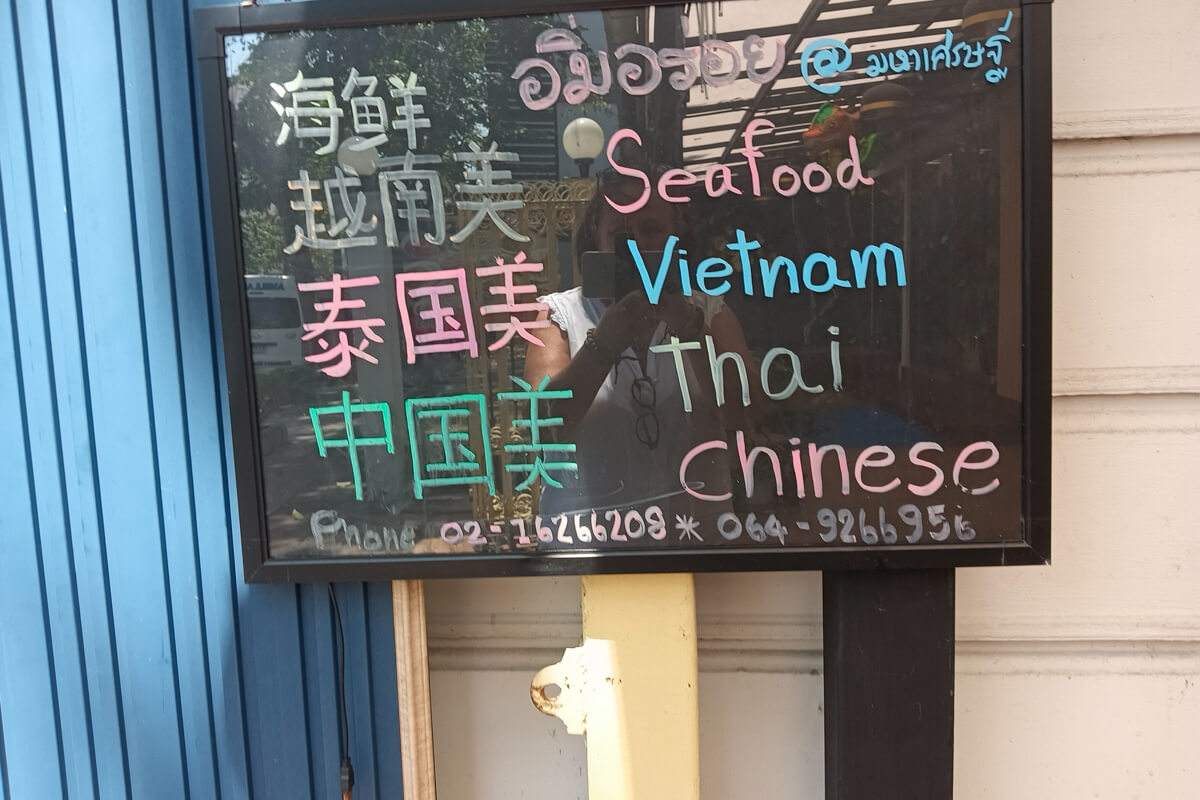 อิ่มอร่อย @ มหาเศรษฐี
海鲜 Seafood
越南美 Vietnam
泰国美 Thai
中国美 Chinese
Phone 02-16266208 * 064-9266956